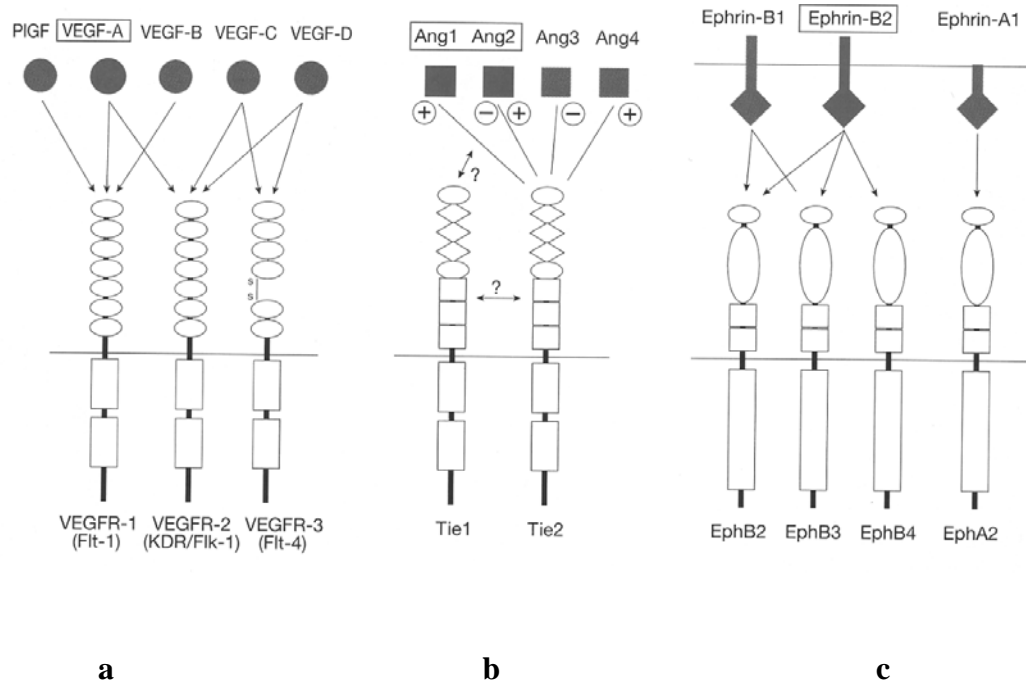 PlGF VEGF-A VEGF-B VEGF-C VEGF-D
Ang1 Ang2 Ang3 Ang4
Ephrin-B1 Ephrin-B2 Ephrin-A1
+ − + − +
?
?
s
s
VEGFR-1 VEGFR-2 VEGFR-3
(Flt-1) (KDR/Flk-1) (Flt-4)
Tie1 Tie2
EphB2 EphB3 EphB4 EphA2
a b c